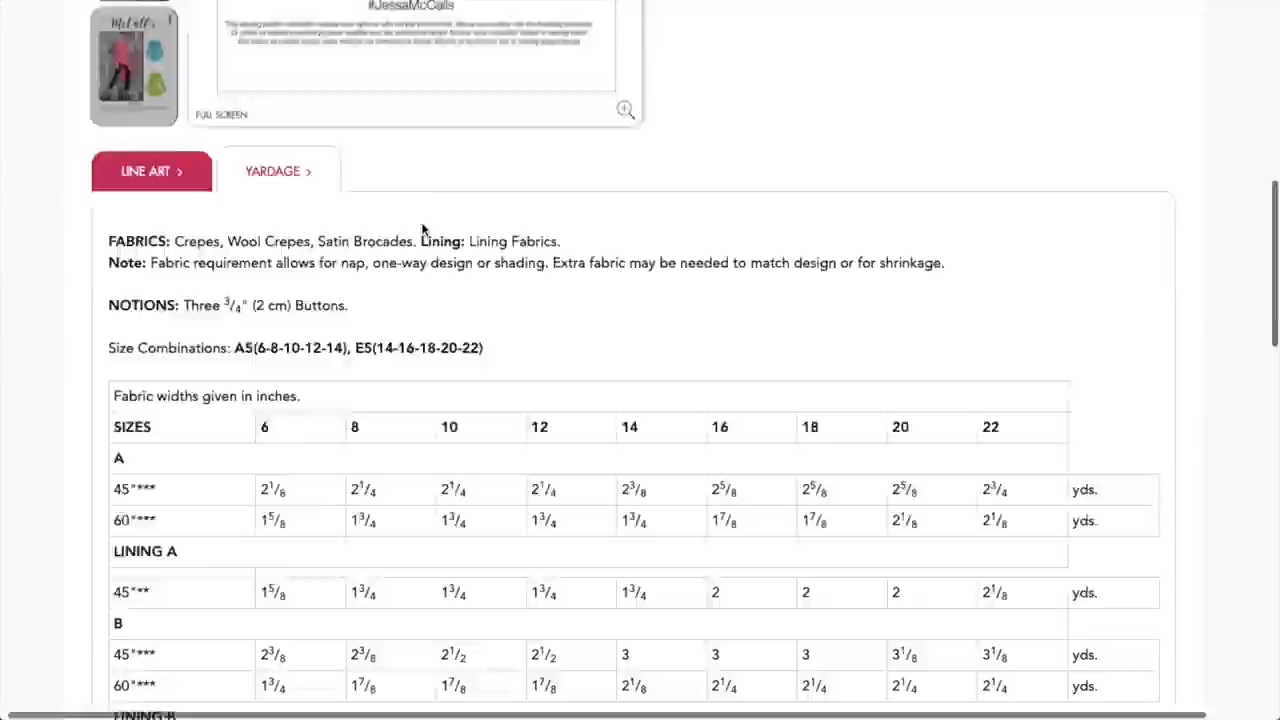 #JessaMcCalls
McCall's
FULL SCREEN
LINE ART >
YARDAGE >
FABRICS: Crepes, Wool Crepes, Satin Brocades. Lining: Lining Fabrics.
Note: Fabric requirement allows for nap, one-way design or shading. Extra fabric may be needed to match design or for shrinkage.
NOTIONS: Three 3/4" (2 cm) Buttons.
Size Combinations: A5(6-8-10-12-14), E5(14-16-18-20-22)
Fabric widths given in inches.
SIZES 6 8 10 12 14 16 18 20 22
A
45"*** 2 1/8 2 1/4 2 1/4 2 1/4 2 3/8 2 5/8 2 5/8 2 5/8 2 3/4 yds.
60"*** 1 5/8 1 3/4 1 3/4 1 3/4 1 3/4 1 7/8 1 7/8 2 1/8 2 1/8 yds.
LINING A
45"** 1 5/8 1 3/4 1 3/4 1 3/4 1 3/4 2 2 2 2 1/8 yds.
B
45"*** 2 3/8 2 3/8 2 1/2 2 1/2 3 3 3 3 1/8 3 1/8 yds.
60"*** 1 3/4 1 7/8 1 7/8 1 7/8 2 1/8 2 1/4 2 1/4 2 1/4 2 1/4 yds.
LINING B